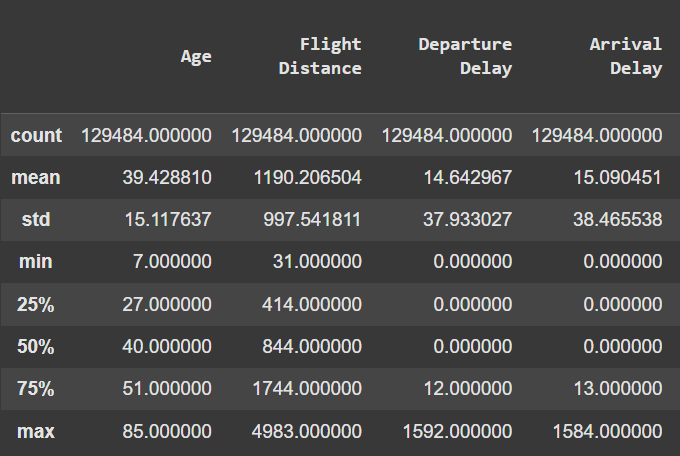 Age Flight Distance Departure Delay Arrival Delay
count 129484.000000 129484.000000 129484.000000 129484.000000
mean 39.428810 1190.206504 14.642967 15.090451
std 15.117637 997.541811 37.933027 38.465538
min 7.000000 31.000000 0.000000 0.000000
25% 27.000000 414.000000 0.000000 0.000000
50% 40.000000 844.000000 0.000000 0.000000
75% 51.000000 1744.000000 12.000000 13.000000
max 85.000000 4983.000000 1592.000000 1584.000000